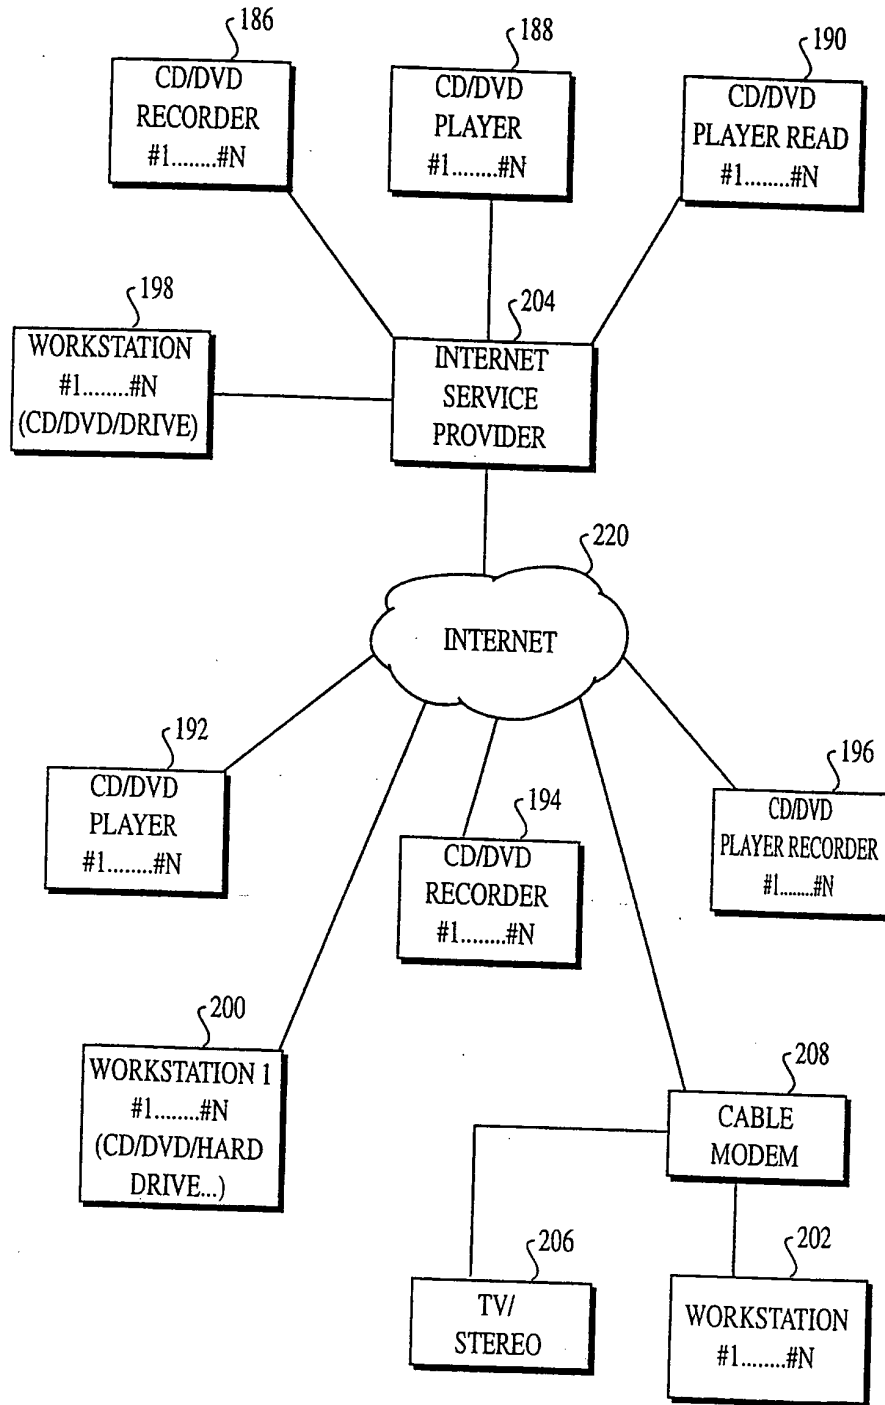 186
CD/DVD
RECORDER
#1........#N
188
CD/DVD
PLAYER
#1........#N
190
CD/DVD
PLAYER READ
#1........#N
198
WORKSTATION
#1........#N
(CD/DVD/DRIVE)
204
INTERNET
SERVICE
PROVIDER
220
INTERNET
192
CD/DVD
PLAYER
#1........#N
194
CD/DVD
RECORDER
#1........#N
196
CD/DVD
PLAYER RECORDER
#1........#N
200
WORKSTATION 1
#1........#N
(CD/DVD/HARD
DRIVE...)
208
CABLE
MODEM
206
TV/
STEREO
202
WORKSTATION
#1........#N